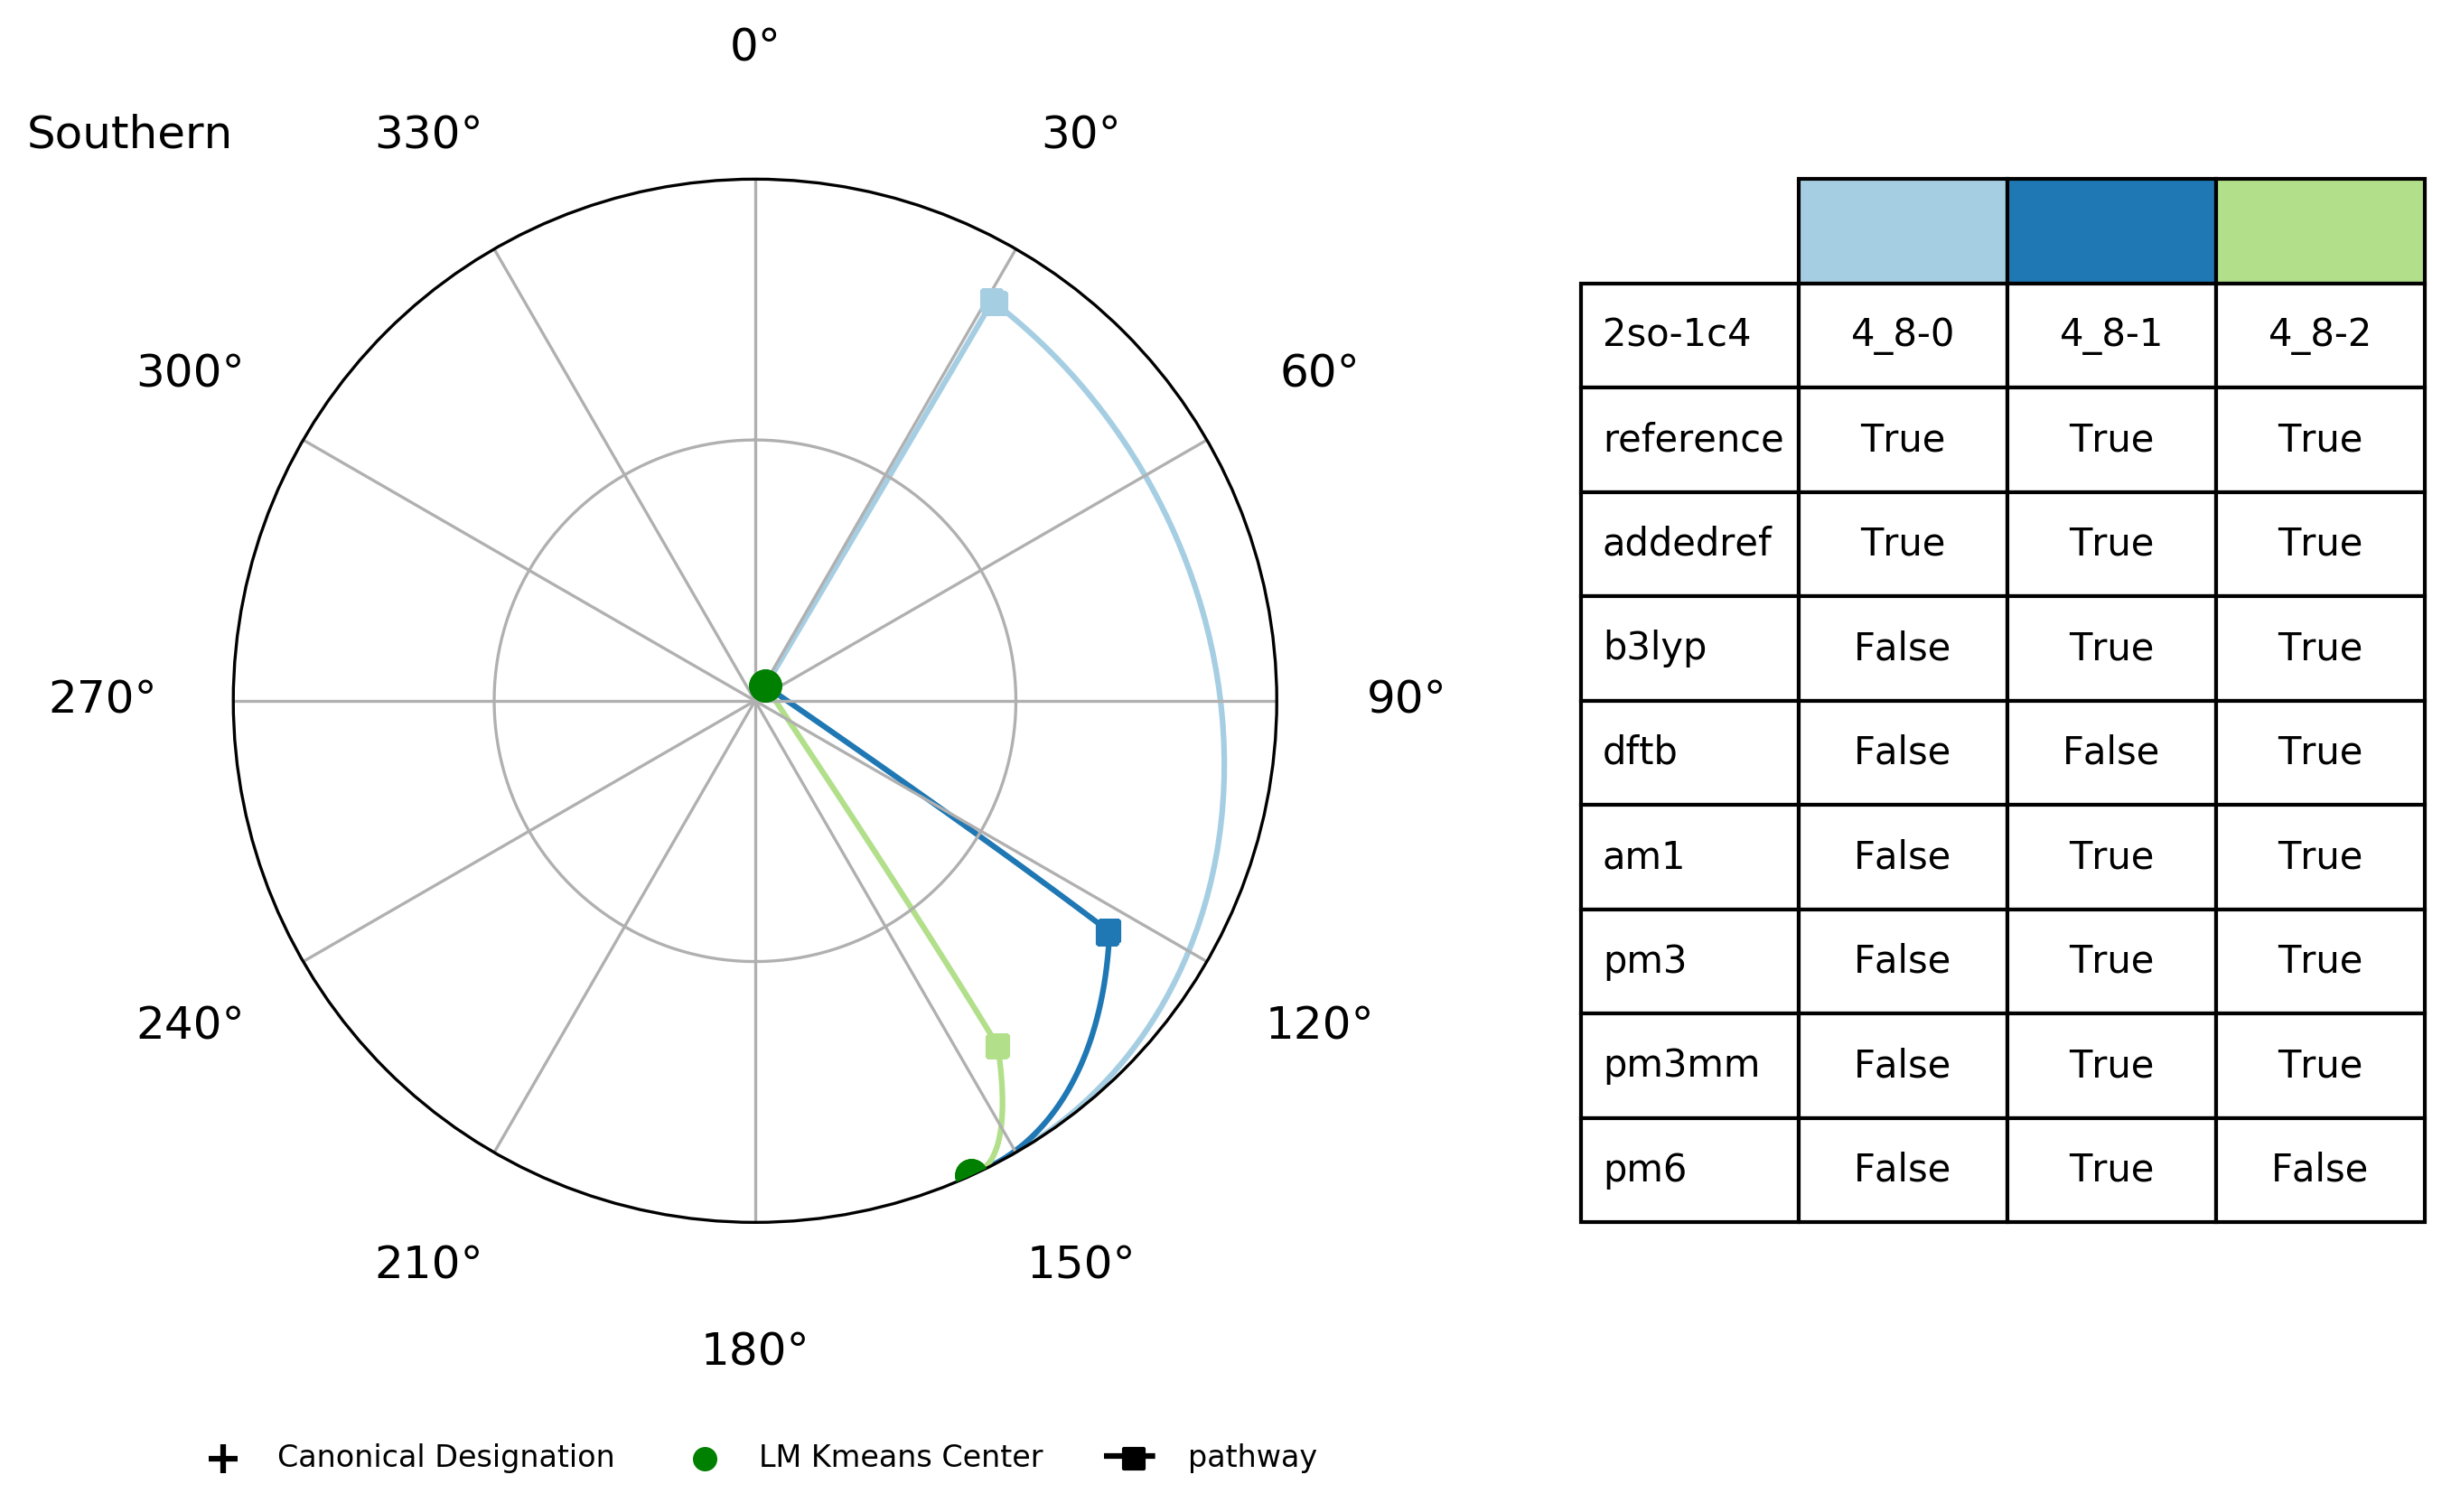 0°
Southern
330°
30°
300°
60°
270°
90°
240°
120°
210°
150°
180°
2so-1c4 4_8-0 4_8-1 4_8-2
reference True True True
addedref True True True
b3lyp False True True
dftb False False True
am1 False True True
pm3 False True True
pm3mm False True True
pm6 False True False
Canonical Designation LM Kmeans Center pathway